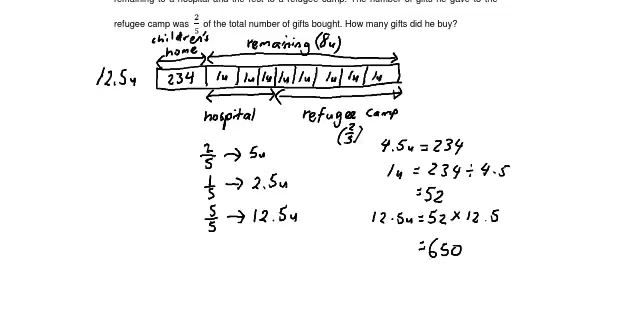 remaining to a hospital and the rest to a refugee camp. The number of gifts he gave to the
refugee camp was 2/5 of the total number of gifts bought. How many gifts did he buy?
children's home
remaining (8u)
12.5u 234 1u 1u 1u 1u 1u 1u 1u 1u
hospital refugee camp
(2/5)
2/5 → 5u
1/5 → 2.5u
5/5 → 12.5u
4.5u = 234
1u = 234 ÷ 4.5
= 52
12.5u = 52 × 12.5
= 650